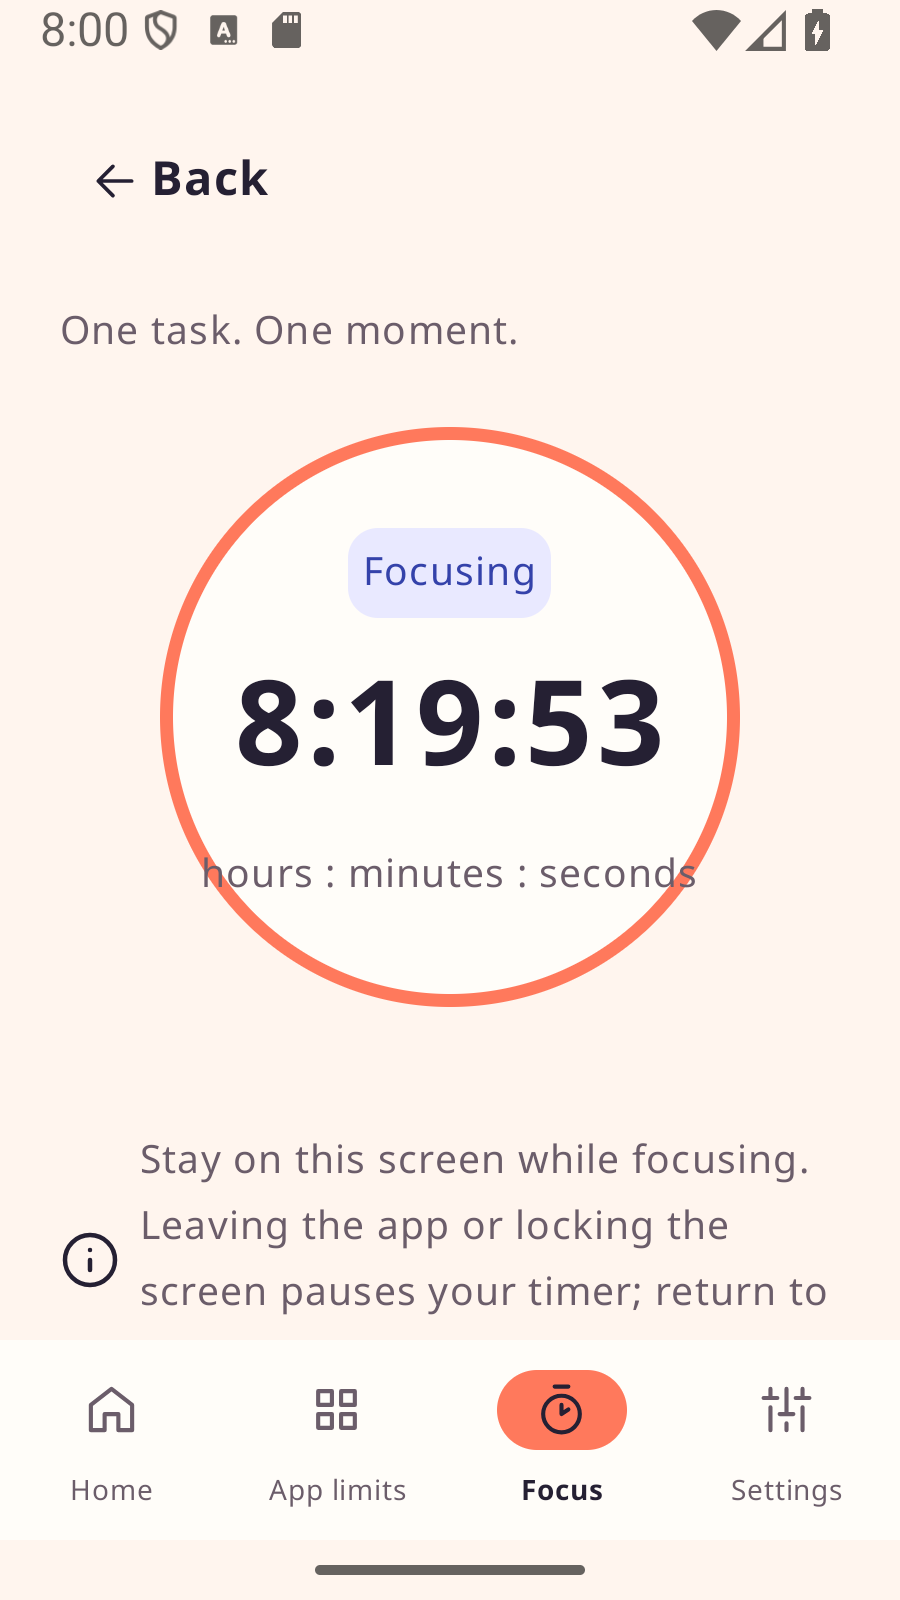 8:00
Back
One task. One moment.
Focusing
8:19:53
hours : minutes : seconds
Stay on this screen while focusing.
Leaving the app or locking the
screen pauses your timer; return to
Home
App limits
Focus
Settings